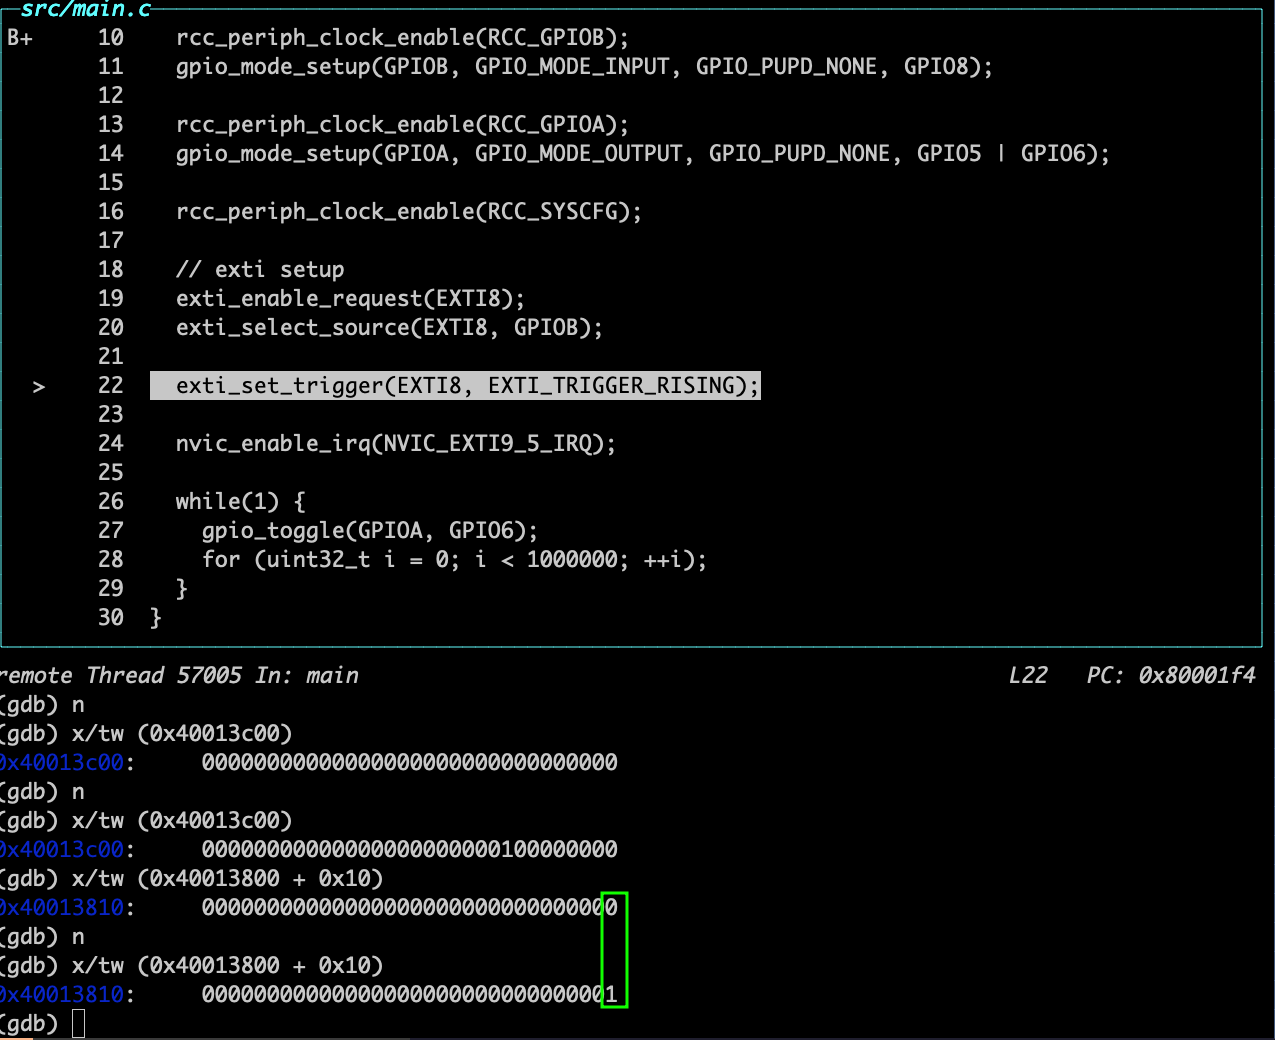 src/main.c
B+ 10 rcc_periph_clock_enable(RCC_GPIOB);
11 gpio_mode_setup(GPIOB, GPIO_MODE_INPUT, GPIO_PUPD_NONE, GPIO8);
12
13 rcc_periph_clock_enable(RCC_GPIOA);
14 gpio_mode_setup(GPIOA, GPIO_MODE_OUTPUT, GPIO_PUPD_NONE, GPIO5 | GPIO6);
15
16 rcc_periph_clock_enable(RCC_SYSCFG);
17
18 // exti setup
19 exti_enable_request(EXTI8);
20 exti_select_source(EXTI8, GPIOB);
21
> 22 exti_set_trigger(EXTI8, EXTI_TRIGGER_RISING);
23
24 nvic_enable_irq(NVIC_EXTI9_5_IRQ);
25
26 while(1) {
27 gpio_toggle(GPIOA, GPIO6);
28 for (uint32_t i = 0; i < 1000000; ++i);
29 }
30 }
remote Thread 57005 In: main L22 PC: 0x80001f4
(gdb) n
(gdb) x/tw (0x40013c00)
0x40013c00: 00000000000000000000000000000000
(gdb) n
(gdb) x/tw (0x40013c00)
0x40013c00: 00000000000000000000000100000000
(gdb) x/tw (0x40013800 + 0x10)
0x40013810: 00000000000000000000000000000000
(gdb) n
(gdb) x/tw (0x40013800 + 0x10)
0x40013810: 00000000000000000000000000000001
(gdb)